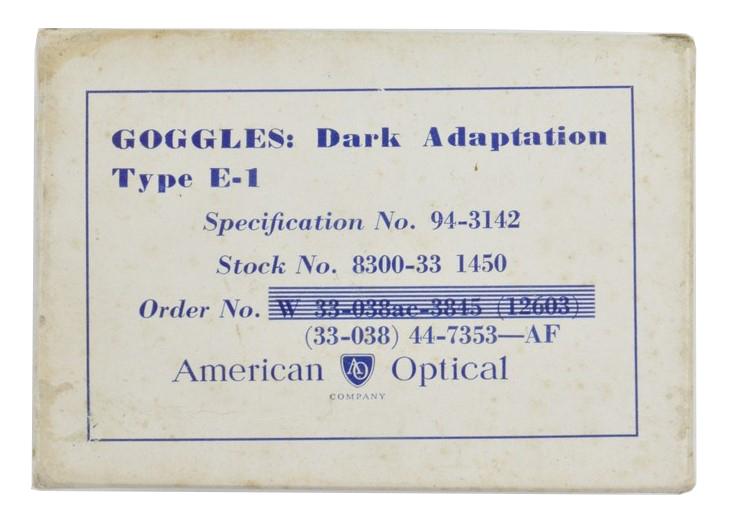 GOGGLES: Dark Adaptation
Type E-1
Specification No. 94-3142
Stock No. 8300-33 1450
Order No. W 33-038ac-3845 (12603)
(33-038) 44-7353—AF
American AO Optical
COMPANY